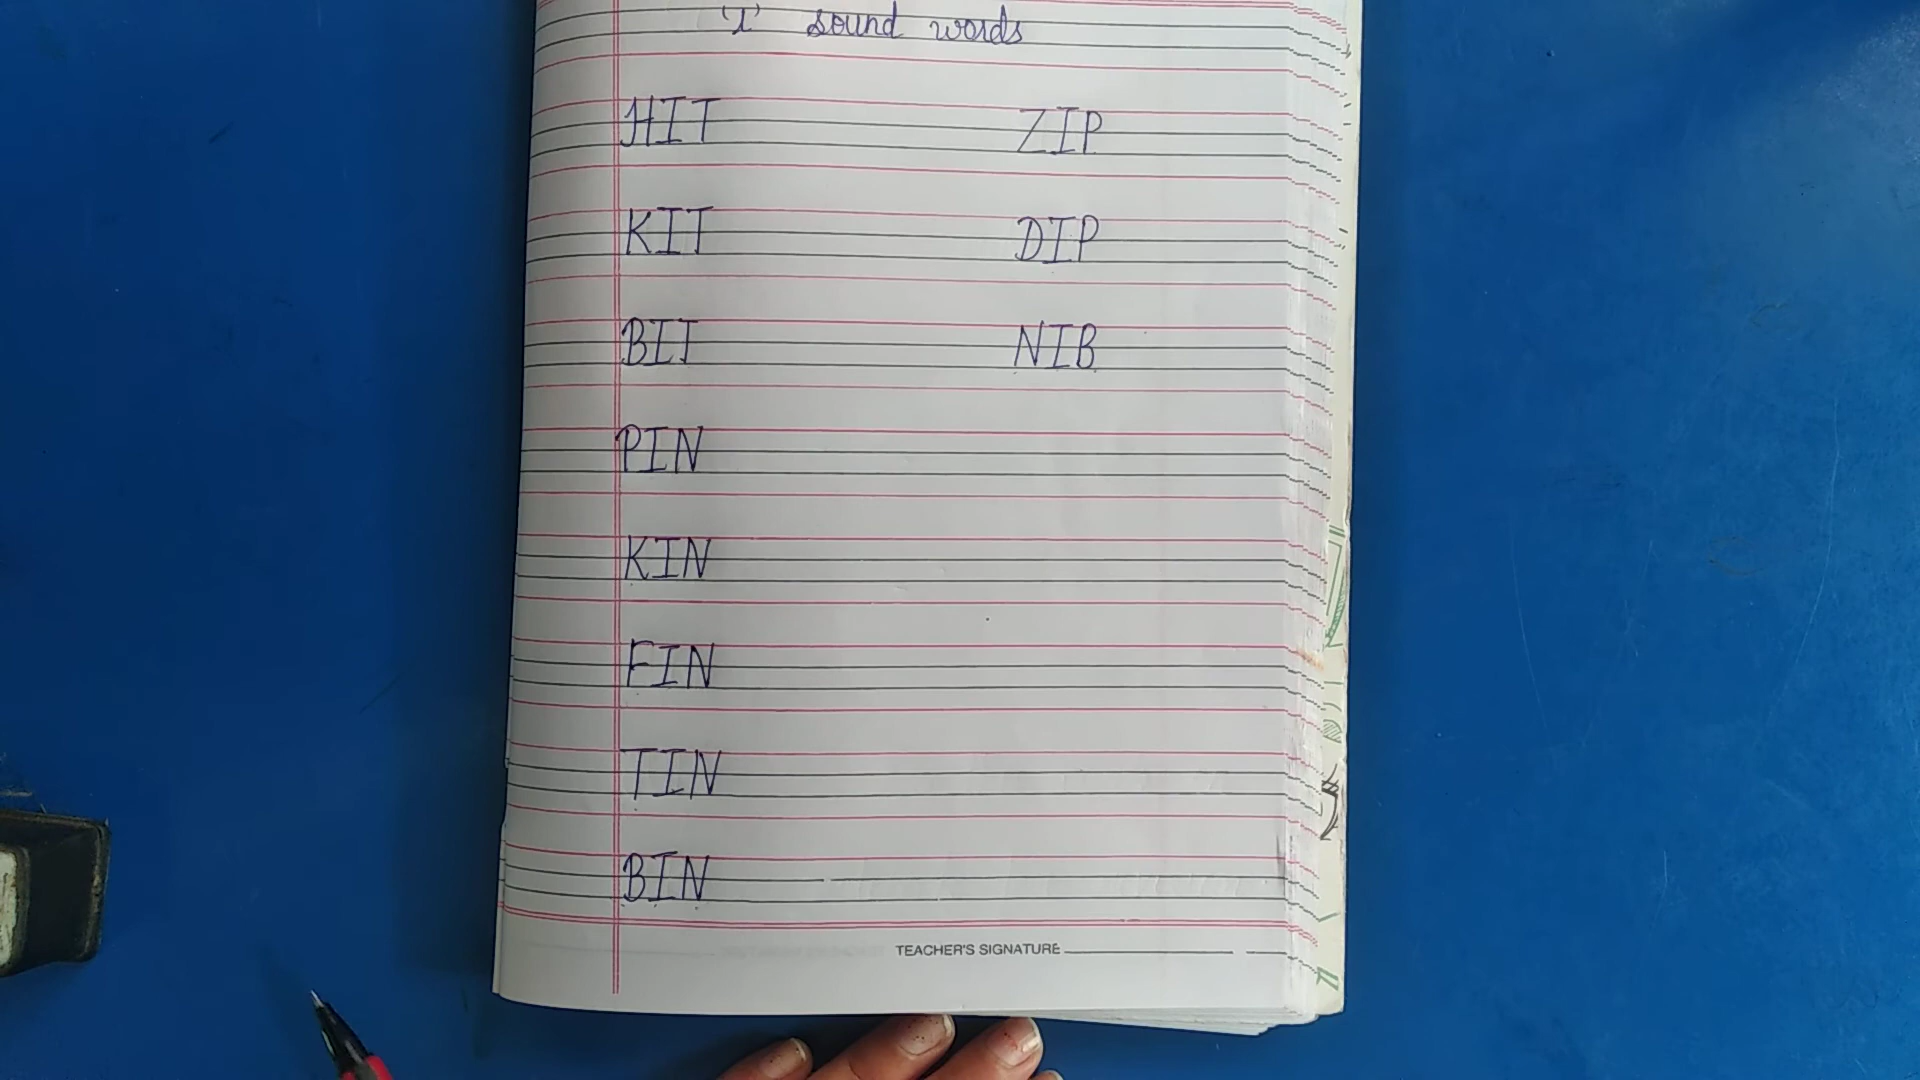 'i' sound words
HIT ZIP
KIT DIP
BIT NIB
PIN
KIN
FIN
TIN
BIN
TEACHER'S SIGNATURE